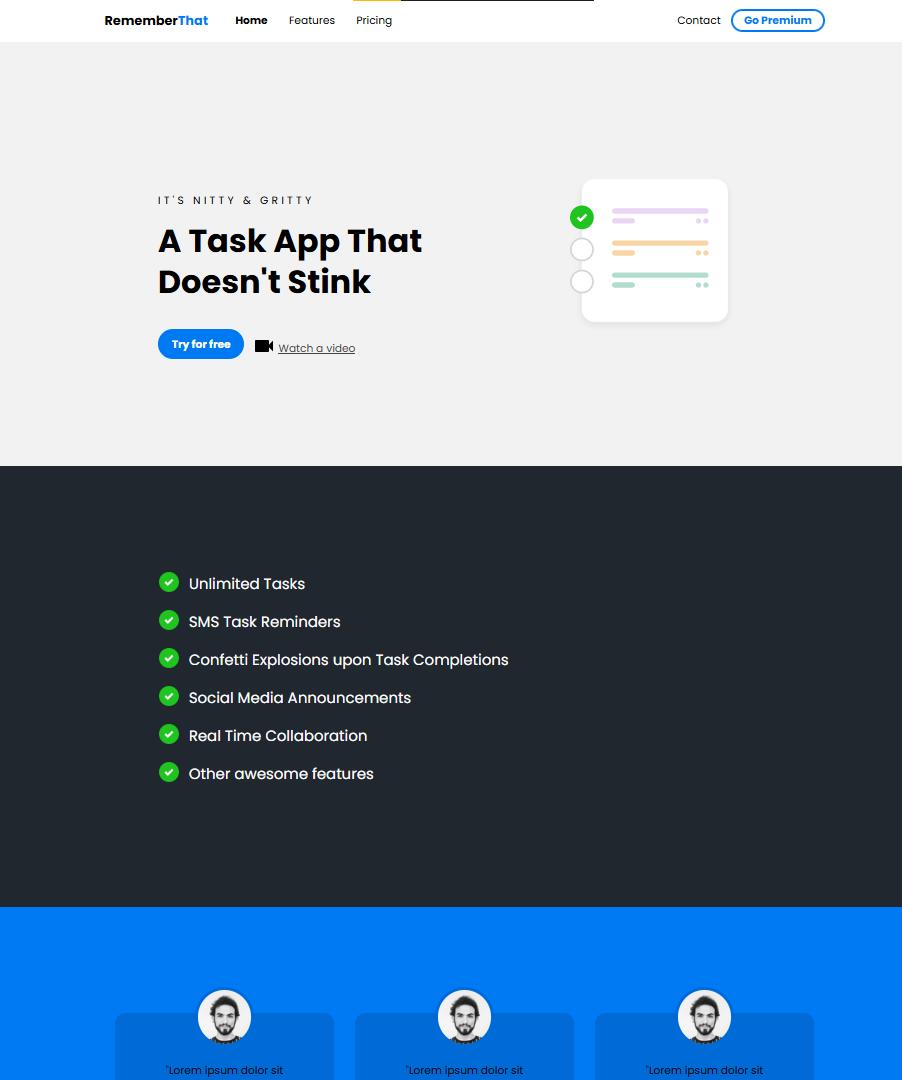 RememberThat Home Features Pricing Contact Go Premium
IT'S NITTY & GRITTY
A Task App That
Doesn't Stink
Try for free Watch a video
Unlimited Tasks
SMS Task Reminders
Confetti Explosions upon Task Completions
Social Media Announcements
Real Time Collaboration
Other awesome features
"Lorem ipsum dolor sit "Lorem ipsum dolor sit "Lorem ipsum dolor sit